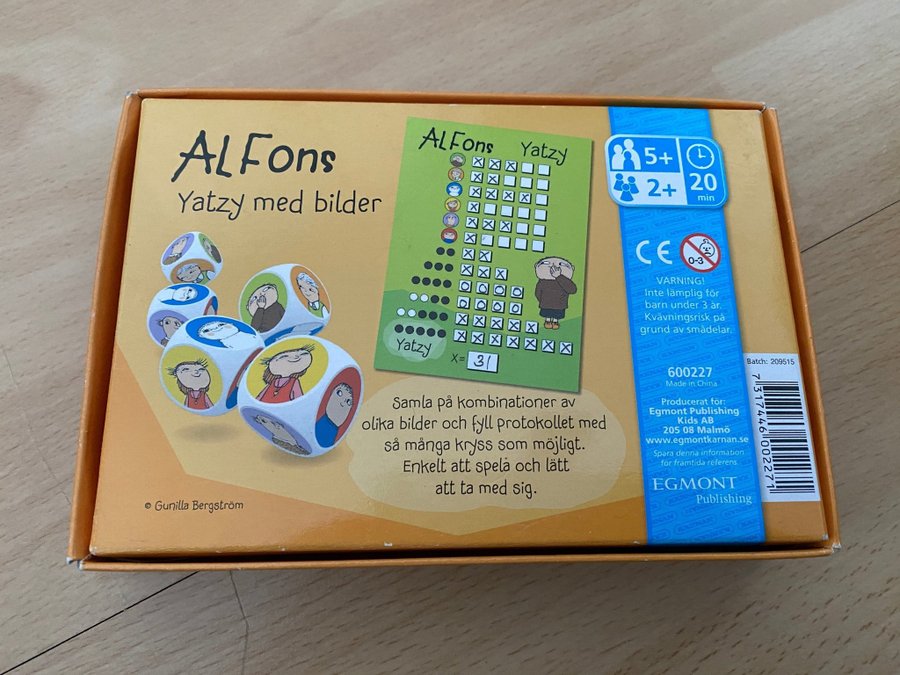 ALFons
Yatzy med bilder
ALFons Yatzy
Yatzy
X= 31
Samla på kombinationer av
olika bilder och fyll protokollet med
så många kryss som möjligt.
Enkelt att spela och lätt
att ta med sig.
© Gunilla Bergström
5+
2+
20
min
CE
0-3
VARNING!
Inte lämplig för
barn under 3 år.
Kvävningsrisk på
grund av smådelar.
600227
Made in China
Producerat för:
Egmont Publishing
Kids AB
205 08 Malmö
www.egmontkarnan.se
Spara denna information
för framtida referens
EGMONT
Publishing
Batch: 209515
7317446002271